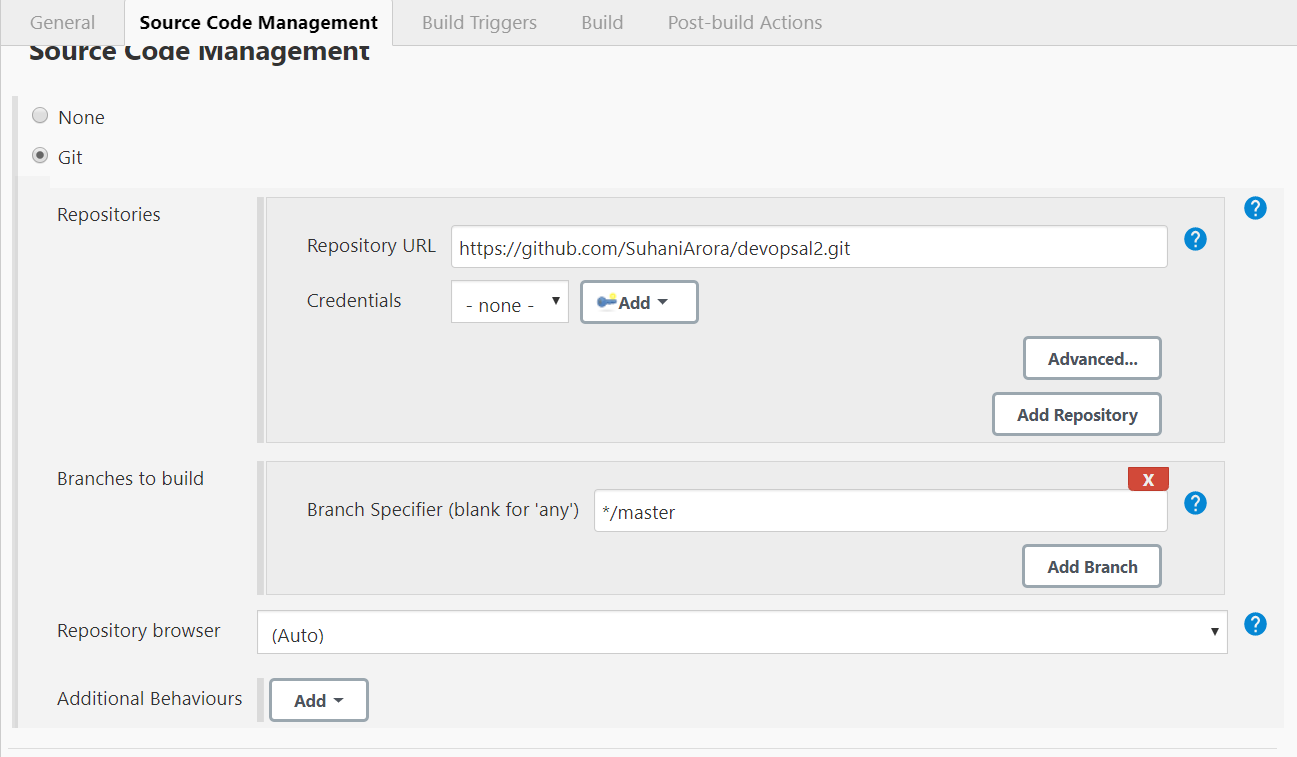 General Source Code Management Build Triggers Build Post-build Actions
Source Code Management
None
Git
Repositories
?
Repository URL https://github.com/SuhaniArora/devopsal2.git ?
Credentials - none - Add
Advanced...
Add Repository
Branches to build
X
Branch Specifier (blank for 'any') */master ?
Add Branch
Repository browser (Auto) ?
Additional Behaviours Add